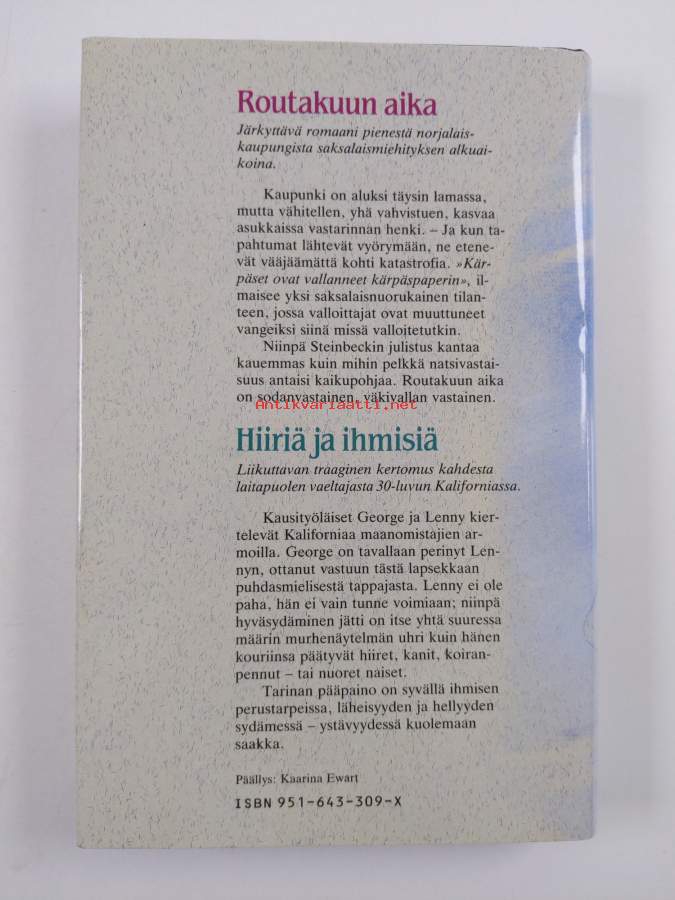 Routakuun aika
Järkyttävä romaani pienestä norjalais-
kaupungista saksalaismiehityksen alkuai-
koina.
Kaupunki on aluksi täysin lamassa,
mutta vähitellen, yhä vahvistuen, kasvaa
asukkaissa vastarinnan henki. – Ja kun ta-
pahtumat lähtevät vyörymään, ne etene-
vät vääjäämättä kohti katastrofia. »Kär-
päset ovat vallanneet kärpäspaperin», il-
maisee yksi saksalaisnuorukainen tilan-
teen, jossa valloittajat ovat muuttuneet
vangeiksi siinä missä valloitetutkin.
Niinpä Steinbeckin julistus kantaa
kauemmas kuin mihin pelkkä natsivastai-
suus antaisi kaikupohjaa. Routakuun aika
on sodanvastainen, väkivallan vastainen.
Antikvariaatti.net
Hiiriä ja ihmisiä
Liikuttavan traaginen kertomus kahdesta
laitapuolen vaeltajasta 30-luvun Kaliforniassa.
Kausityöläiset George ja Lenny kier-
televät Kaliforniaa maanomistajien ar-
moilla. George on tavallaan perinyt Len-
nyn, ottanut vastuun tästä lapsekkaan
puhdasmielisestä tappajasta. Lenny ei ole
paha, hän ei vain tunne voimiaan; niinpä
hyväsydäminen jätti on itse yhtä suuressa
määrin murhenäytelmän uhri kuin hänen
kouriinsa päätyvät hiiret, kanit, koiran-
pennut – tai nuoret naiset.
Tarinan pääpaino on syvällä ihmisen
perustarpeissa, läheisyyden ja hellyyden
sydämessä – ystävyydessä kuolemaan
saakka.
Päällys: Kaarina Ewart
ISBN 951-643-309-X